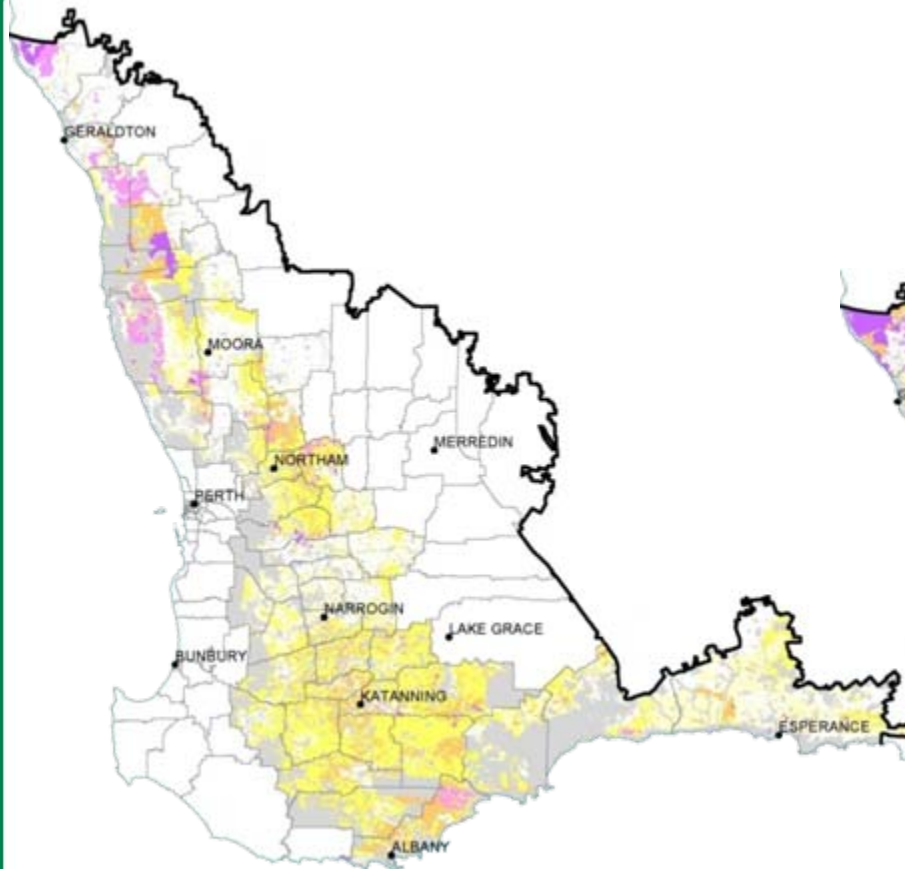 GERALDTON
MOORA
MERREDIN
NORTHAM
PERTH
NARROGIN
LAKE GRACE
BUNBURY
KATANNING
ESPERANCE
ALBANY